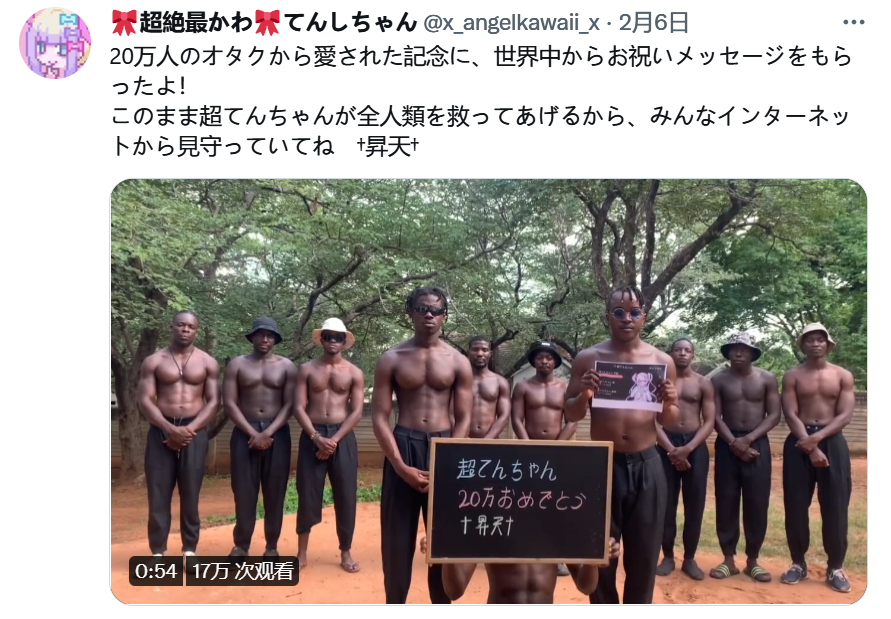 🎀超絶最かわ🎀てんしちゃん @x_angelkawaii_x · 2月6日
20万人のオタクから愛された記念に、世界中からお祝いメッセージをもら
ったよ!
このまま超てんちゃんが全人類を救ってあげるから、みんなインターネッ
トから見守っていてね　†昇天†
超てんちゃん
20万おめでとう
†昇天†
0:54
17万 次观看